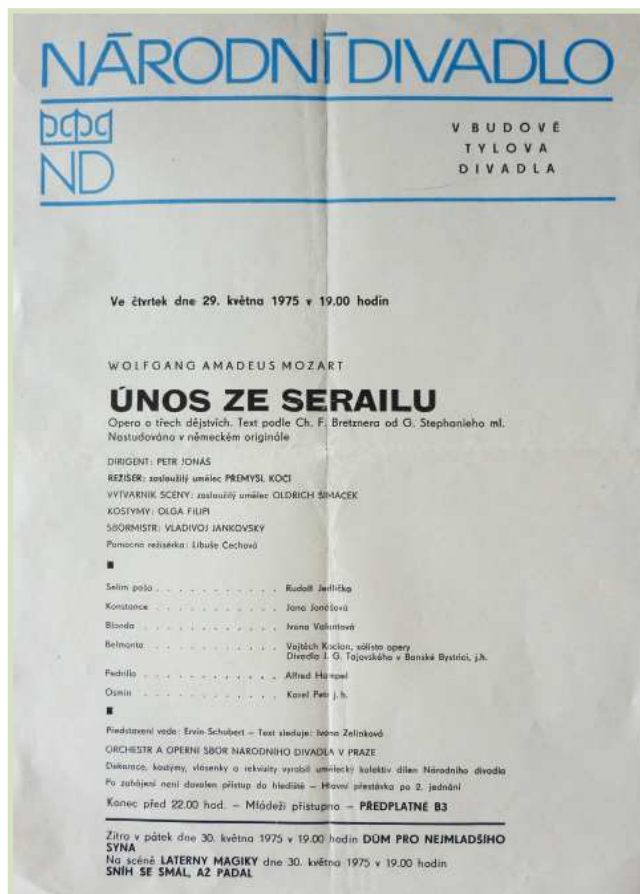 NÁRODNÍ DIVADLO
ND
V BUDOVĚ
TYLOVA
DIVADLA
Ve čtvrtek dne 29. května 1975 v 19.00 hodin
WOLFGANG AMADEUS MOZART
ÚNOS ZE SERAILU
Opera o třech dějstvích. Text podle Ch. F. Bretznera od G. Stephanieho ml.
Nastudováno v německém originále
DIRIGENT: PETR JONÁŠ
REŽISÉR: zasloužilý umělec PŘEMYSL KOČÍ
VÝTVARNÍK SCÉNY: zasloužilý umělec OLDŘICH ŠIMÁČEK
KOSTÝMY: OLGA FILIPI
SBORMISTR: VLADIVOJ JANKOVSKÝ
Pomocná režisérka: Libuše Čechová
Selim paša . . . . . . . . . . . Rudolf Jedlička
Konstance . . . . . . . . . . . Jana Jonášová
Blonda . . . . . . . . . . . Ivana Valentová
Belmonte . . . . . . . . . . . Vojtěch Kocian, sólista opery
Divadla J. G. Tajovského v Banské Bystrici, j.h.
Pedrillo . . . . . . . . . . . Alfred Hampel
Osmin . . . . . . . . . . . Karel Petr j. h.
Představení vede: Ervín Schubert – Text sleduje: Ivana Zelinková
ORCHESTR A OPERNÍ SBOR NÁRODNÍHO DIVADLA V PRAZE
Dekorace, kostýmy, vlásenky a rekvizity vyrobil umělecký kolektiv dílen Národního divadla
Po zahájení není dovolen přístup do hlediště – Hlavní přestávka po 2. jednání
Konec před 22.00 hod. – Mládeži přístupno – PŘEDPLATNÉ B3
Zítra v pátek dne 30. května 1975 v 19.00 hodin DŮM PRO NEJMLADŠÍHO
SYNA
Na scéně LATERNY MAGIKY dne 30. května 1975 v 19.00 hodin
SNÍH SE SMÁL, AŽ PADAL